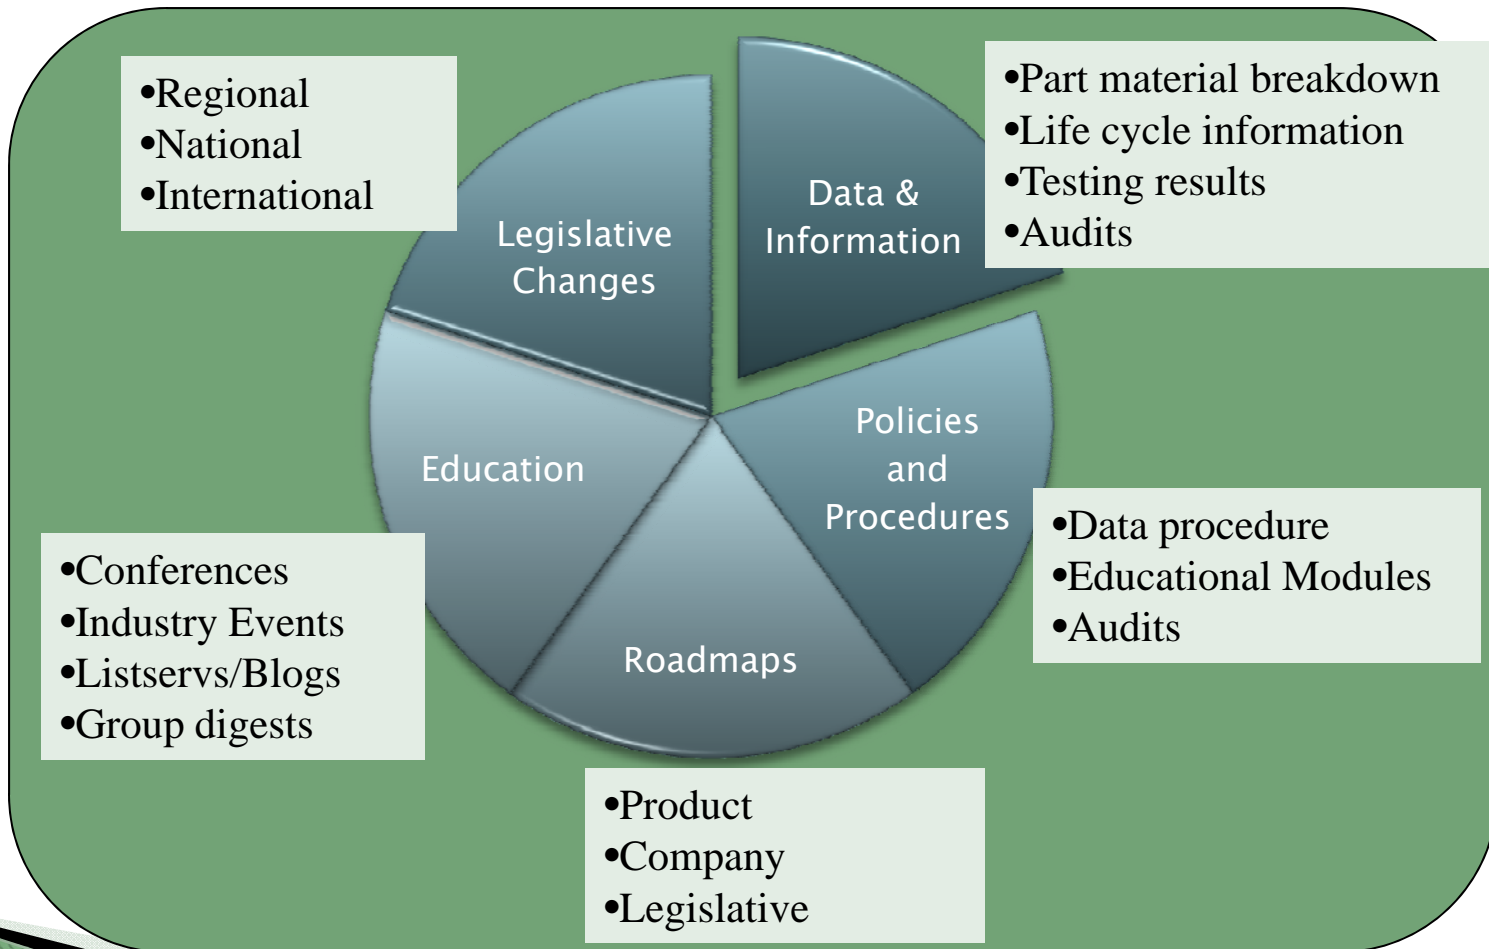 •Regional
•National
•International
Legislative
Changes
Data &
Information
•Part material breakdown
•Life cycle information
•Testing results
•Audits
Policies
and
Procedures
•Data procedure
•Educational Modules
•Audits
Roadmaps
•Product
•Company
•Legislative
Education
•Conferences
•Industry Events
•Listservs/Blogs
•Group digests